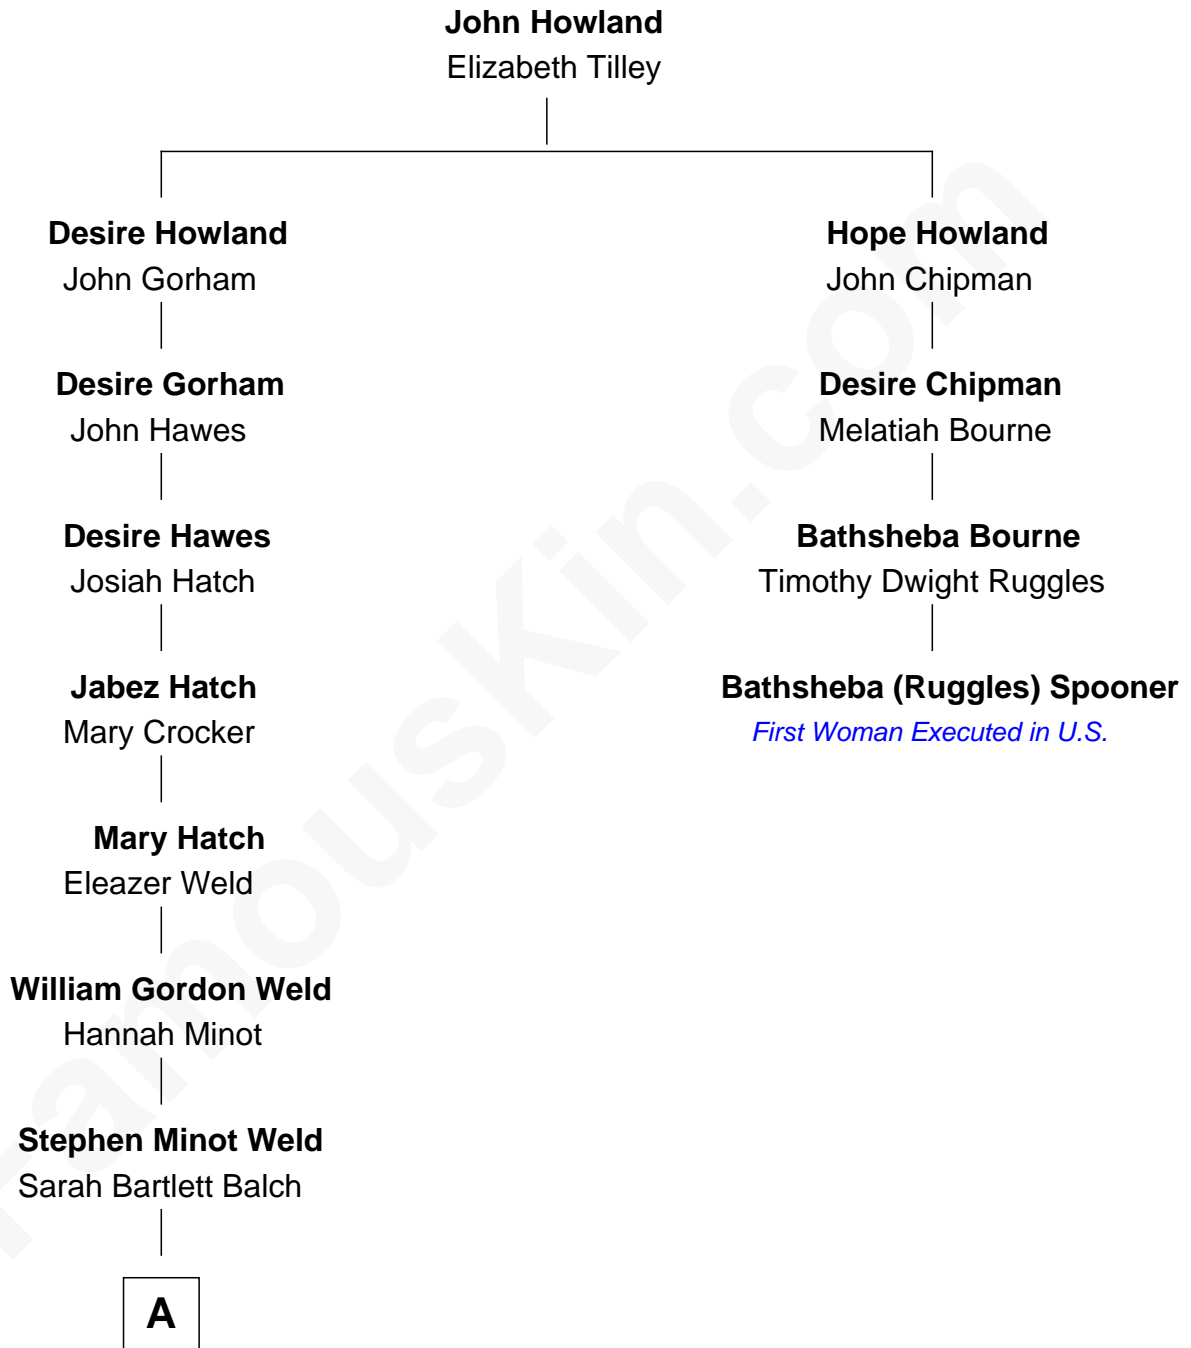 John Howland
Elizabeth Tilley
Desire Howland
John Gorham
Hope Howland
John Chipman
Desire Gorham
John Hawes
Desire Chipman
Melatiah Bourne
Desire Hawes
Josiah Hatch
Bathsheba Bourne
Timothy Dwight Ruggles
Jabez Hatch
Mary Crocker
Bathsheba (Ruggles) Spooner
First Woman Executed in U.S.
Mary Hatch
Eleazer Weld
William Gordon Weld
Hannah Minot
Stephen Minot Weld
Sarah Bartlett Balch
A
FamousKin.com